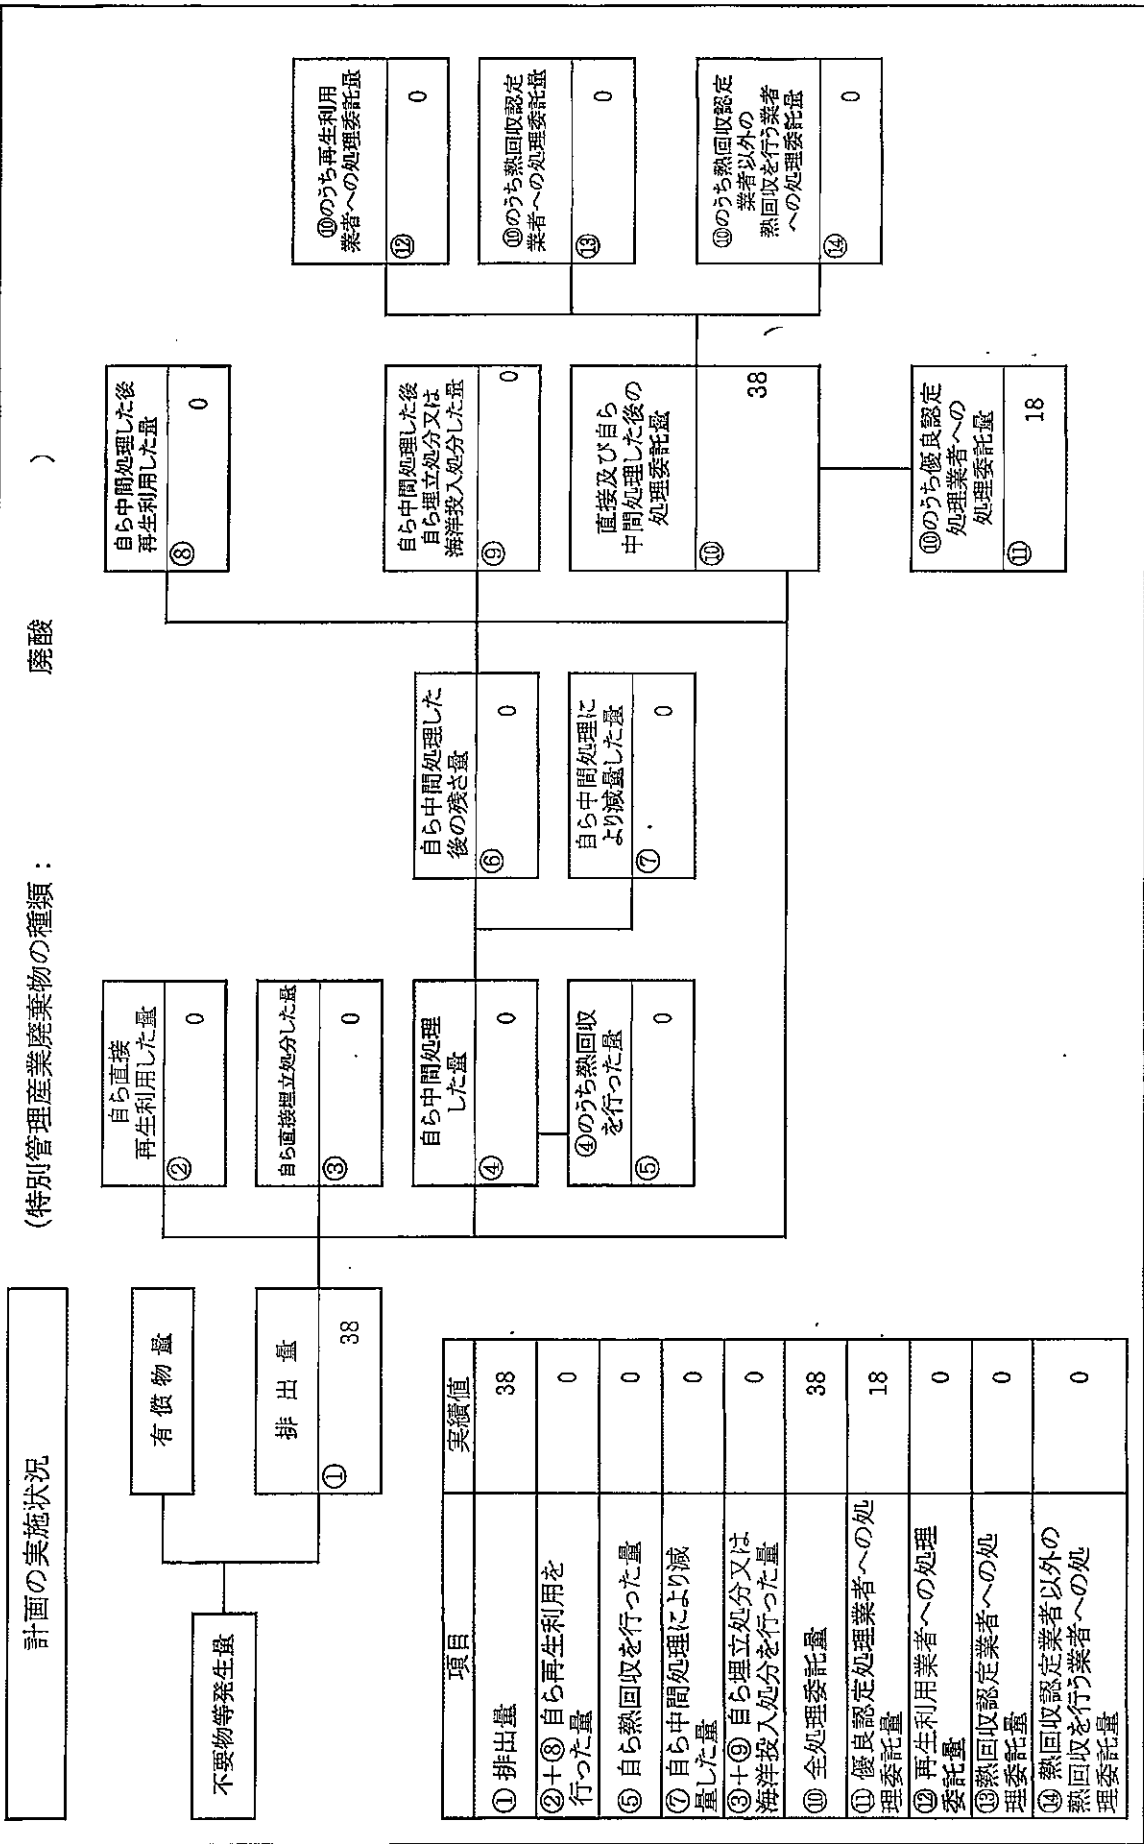 計画の実施状況
(特別管理産業廃棄物の種類： 廃酸 )
不要物等発生量
有償物量
排出量
① 38
自ら直接
再生利用した量
② 0
自ら直接埋立処分した量
③ 0
自ら中間処理
した量
④ 0
④のうち熱回収
を行った量
⑤ 0
自ら中間処理した
後の残さ量
⑥ 0
自ら中間処理に
より減量した量
⑦ 0
自ら中間処理した後
再生利用した量
⑧ 0
自ら中間処理した後
自ら埋立処分又は
海洋投入処分した量
⑨ 0
直接及び自ら
中間処理した後の
処理委託量
⑩ 38
⑩のうち優良認定
処理業者への
処理委託量
⑪ 18
⑩のうち再生利用
業者への処理委託量
⑫ 0
⑩のうち熱回収認定
業者への処理委託量
⑬ 0
⑩のうち熱回収認定
業者以外の
熱回収を行う業者
への処理委託量
⑭ 0
項目 実績値
①排出量 38
②+⑧自ら再生利用を
行った量 0
⑤自ら熱回収を行った量 0
⑦自ら中間処理により減
量した量 0
③+⑨自ら埋立処分又は
海洋投入処分を行った量 0
⑩全処理委託量 38
⑪優良認定処理業者への処
理委託量 18
⑫再生利用業者への処理
委託量 0
⑬熱回収認定業者への処
理委託量 0
⑭熱回収認定業者以外の
熱回収を行う業者への処
理委託量 0